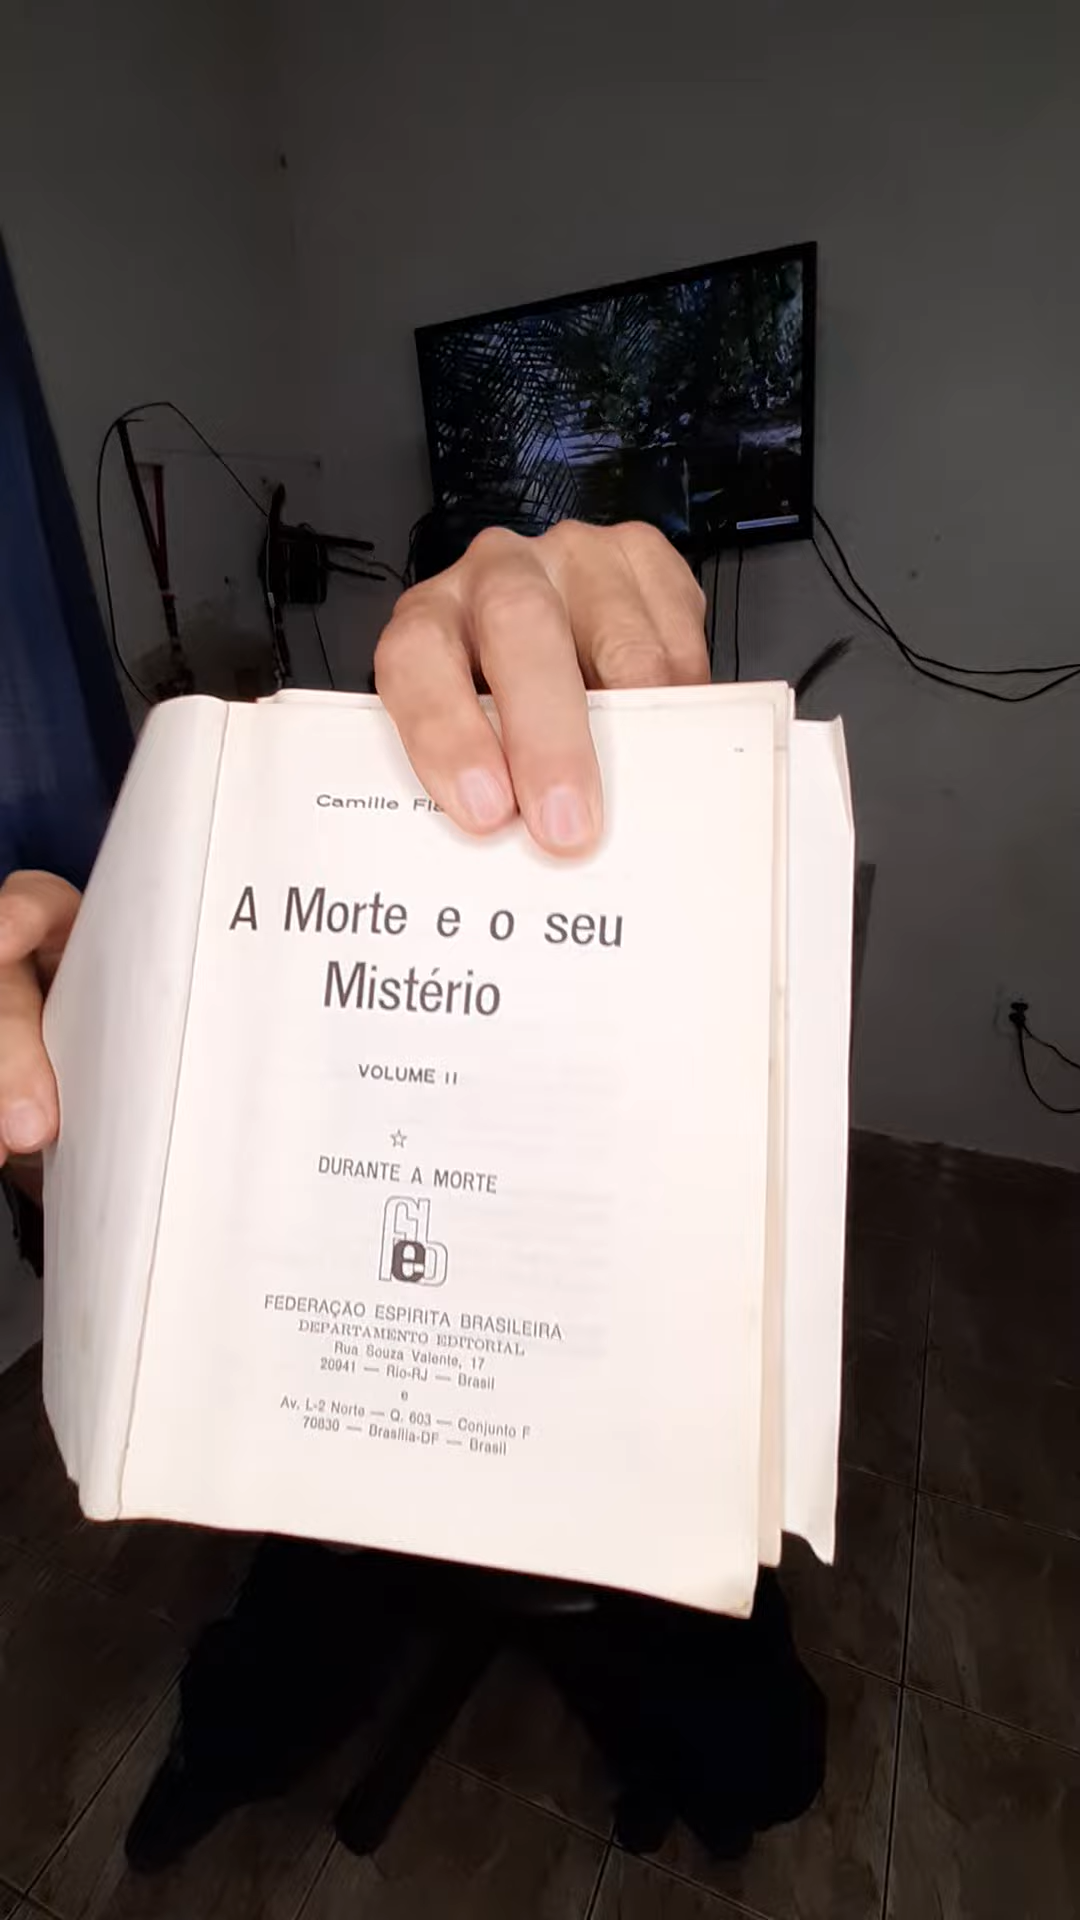 Camille
A Morte e o seu
Mistério
VOLUME II
☆
DURANTE A MORTE
feb
FEDERAÇÃO ESPÍRITA BRASILEIRA
DEPARTAMENTO EDITORIAL
Rua Souza Valente, 17
20941 — Rio-RJ — Brasil
e
Av. L-2 Norte — Q. 603 — Conjunto F
70830 — Brasília-DF — Brasil